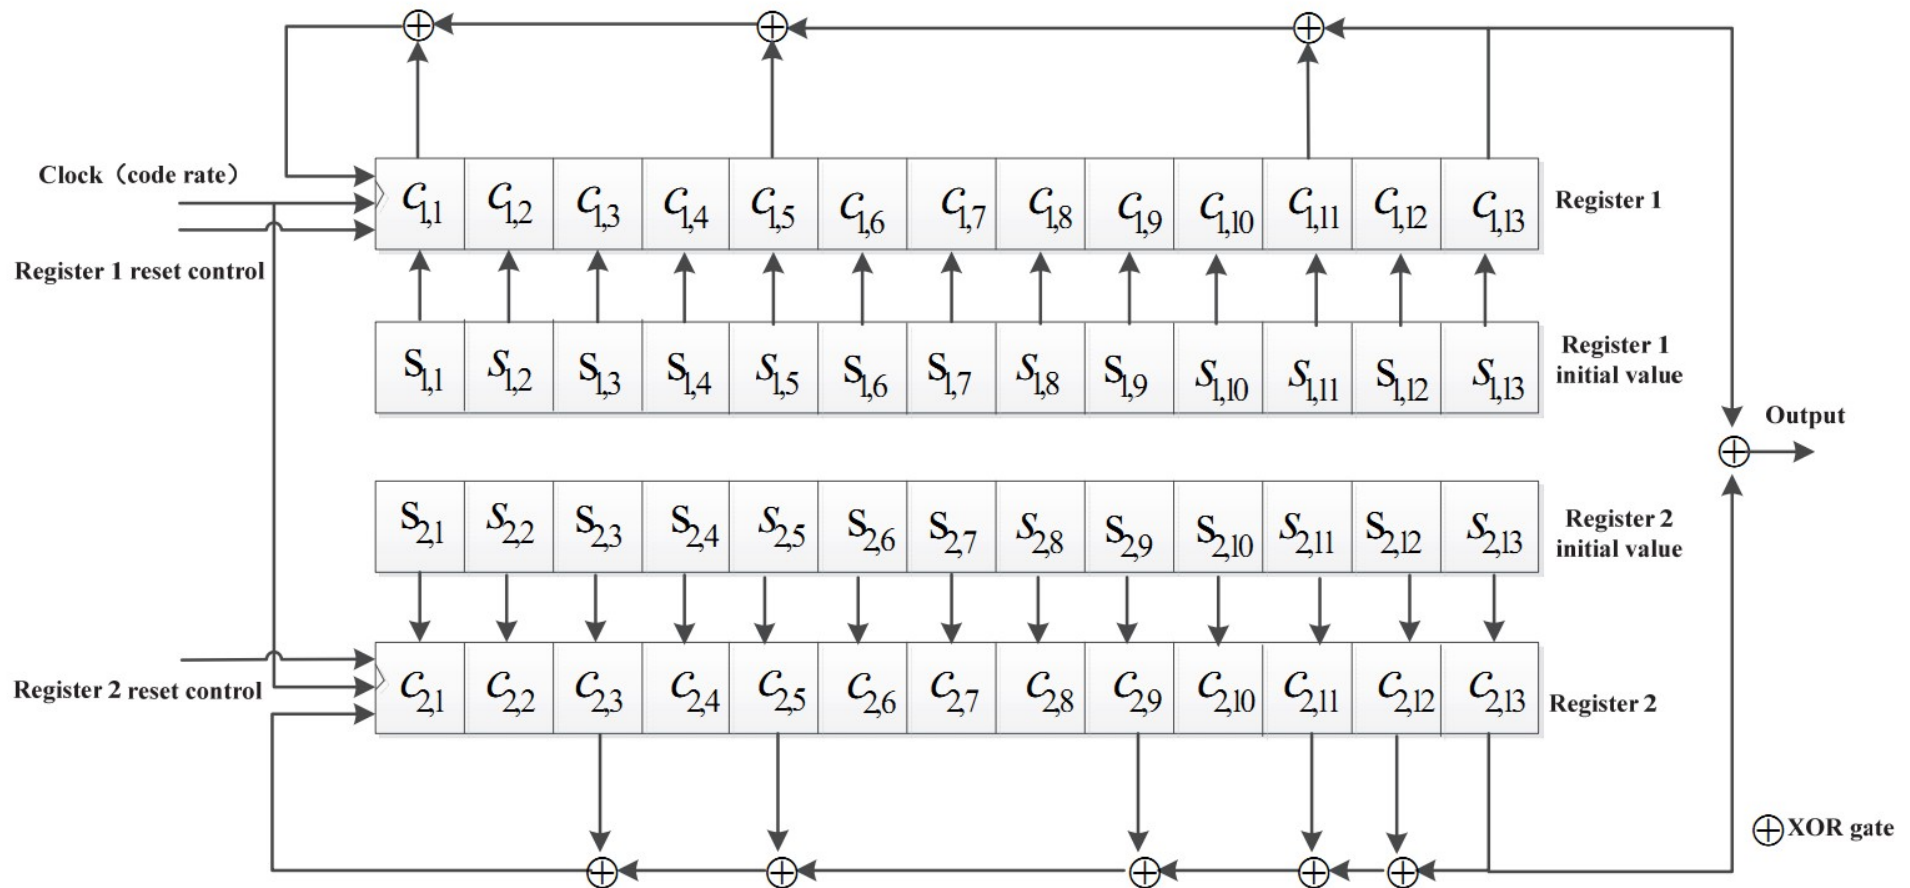 Clock（code rate）
C1,1 C1,2 C1,3 C1,4 C1,5 C1,6 C1,7 C1,8 C1,9 C1,10 C1,11 C1,12 C1,13
Register 1
Register 1 reset control
S1,1 S1,2 S1,3 S1,4 S1,5 S1,6 S1,7 S1,8 S1,9 S1,10 S1,11 S1,12 S1,13
Register 1
initial value
Output
S2,1 S2,2 S2,3 S2,4 S2,5 S2,6 S2,7 S2,8 S2,9 S2,10 S2,11 S2,12 S2,13
Register 2
initial value
Register 2 reset control
C2,1 C2,2 C2,3 C2,4 C2,5 C2,6 C2,7 C2,8 C2,9 C2,10 C2,11 C2,12 C2,13
Register 2
XOR gate